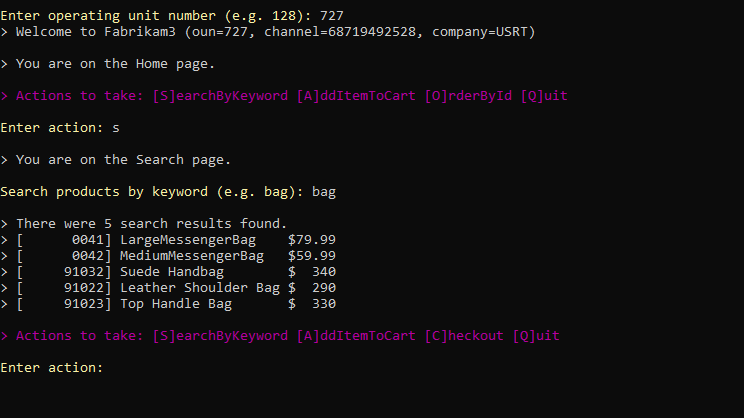 Enter operating unit number (e.g. 128): 727
> Welcome to Fabrikam3 (oun=727, channel=68719492528, company=USRT)
> You are on the Home page.
> Actions to take: [S]earchByKeyword [A]ddItemToCart [O]rderById [Q]uit
Enter action: s
> You are on the Search page.
Search products by keyword (e.g. bag): bag
> There were 5 search results found.
> [      0041] LargeMessengerBag    $79.99
> [      0042] MediumMessengerBag   $59.99
> [     91032] Suede Handbag        $  340
> [     91022] Leather Shoulder Bag $  290
> [     91023] Top Handle Bag       $  330
> Actions to take: [S]earchByKeyword [A]ddItemToCart [C]heckout [Q]uit
Enter action: